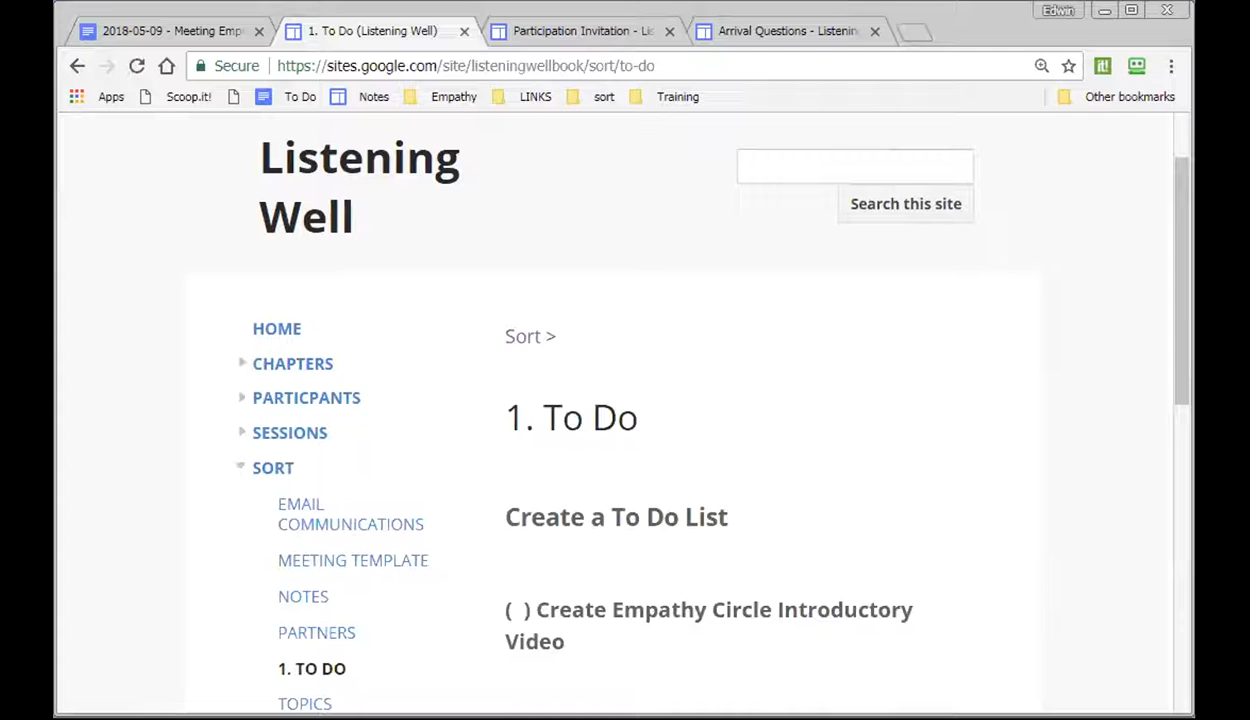 Edwin
2018-05-09 - Meeting Emp
1. To Do (Listening Well)
Participation Invitation - Lis
Arrival Questions - Listenin
Secure
https://sites.google.com/site/listeningwellbook/sort/to-do
Apps
Scoop.it!
To Do
Notes
Empathy
LINKS
sort
Training
Other bookmarks
Listening
Well
Search this site
HOME
CHAPTERS
PARTICPANTS
SESSIONS
SORT
EMAIL
COMMUNICATIONS
MEETING TEMPLATE
NOTES
PARTNERS
1. TO DO
TOPICS
Sort >
1. To Do
Create a To Do List
( ) Create Empathy Circle Introductory
Video